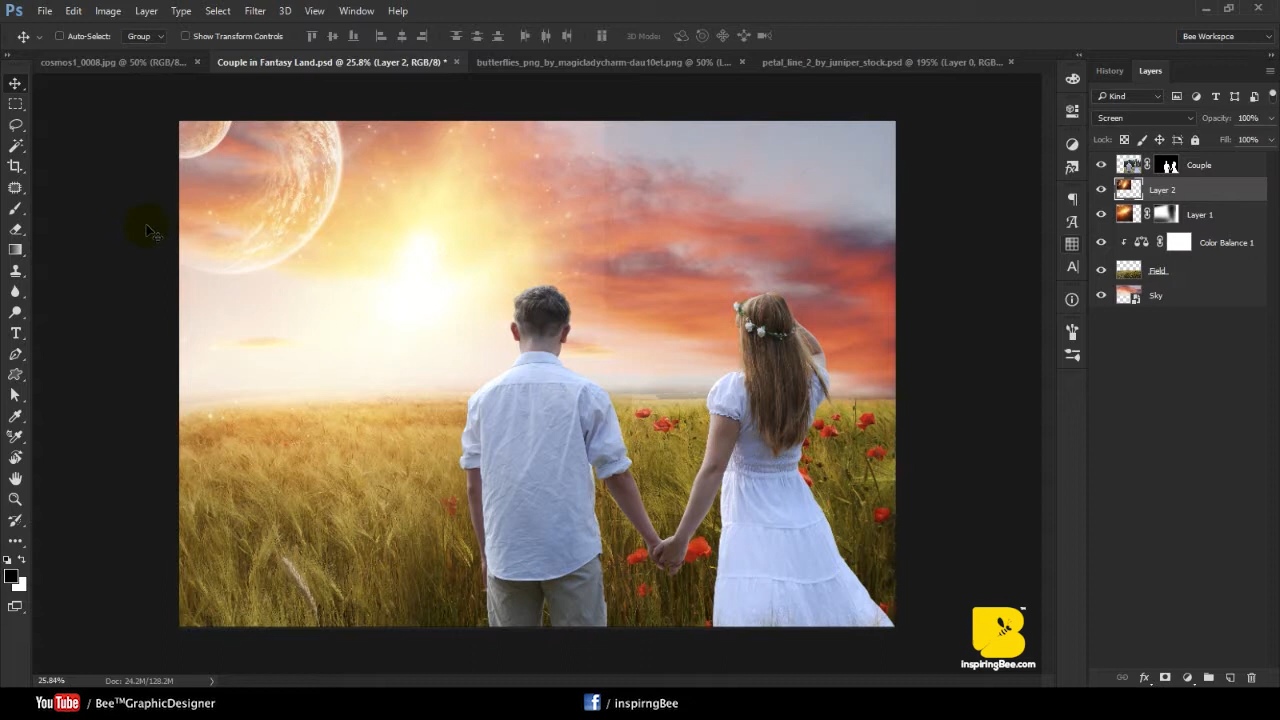 Ps File Edit Image Layer Type Select Filter 3D View Window Help
Auto-Select: Group Show Transform Controls 3D Mode: Bee Workspce
cosmos1_0008.jpg @ 50% (RGB/8... × Couple in Fantasy Land.psd @ 25.8% (Layer 2, RGB/8) * × butterflies_png_by_magicladycharm-dau10et.png @ 50% (L... × petal_line_2_by_juniper_stock.psd @ 195% (Layer 0, RGB... ×
History Layers
Kind
Screen Opacity: 100%
Lock: Fill: 100%
Couple
Layer 2
Layer 1
Color Balance 1
Field
Sky
B™
inspiringBee.com
25.84% Doc: 24.2M/128.2M
YouTube / Bee™GraphicDesigner f / inspirngBee